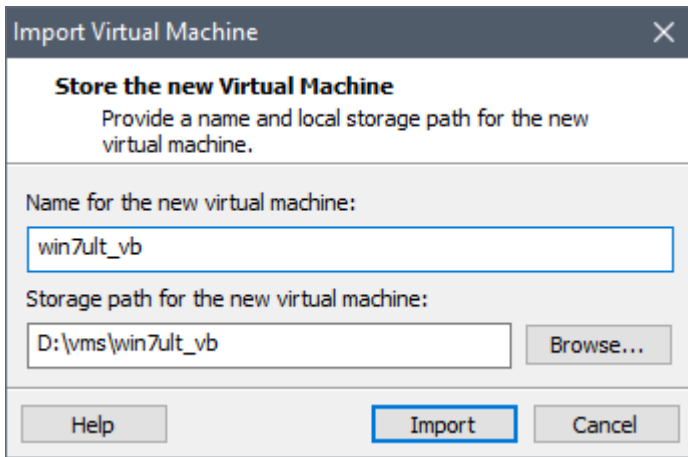 Import Virtual Machine
Store the new Virtual Machine
Provide a name and local storage path for the new
virtual machine.
Name for the new virtual machine:
win7ult_vb
Storage path for the new virtual machine:
D:\vms\win7ult_vb
Browse...
Help
Import
Cancel